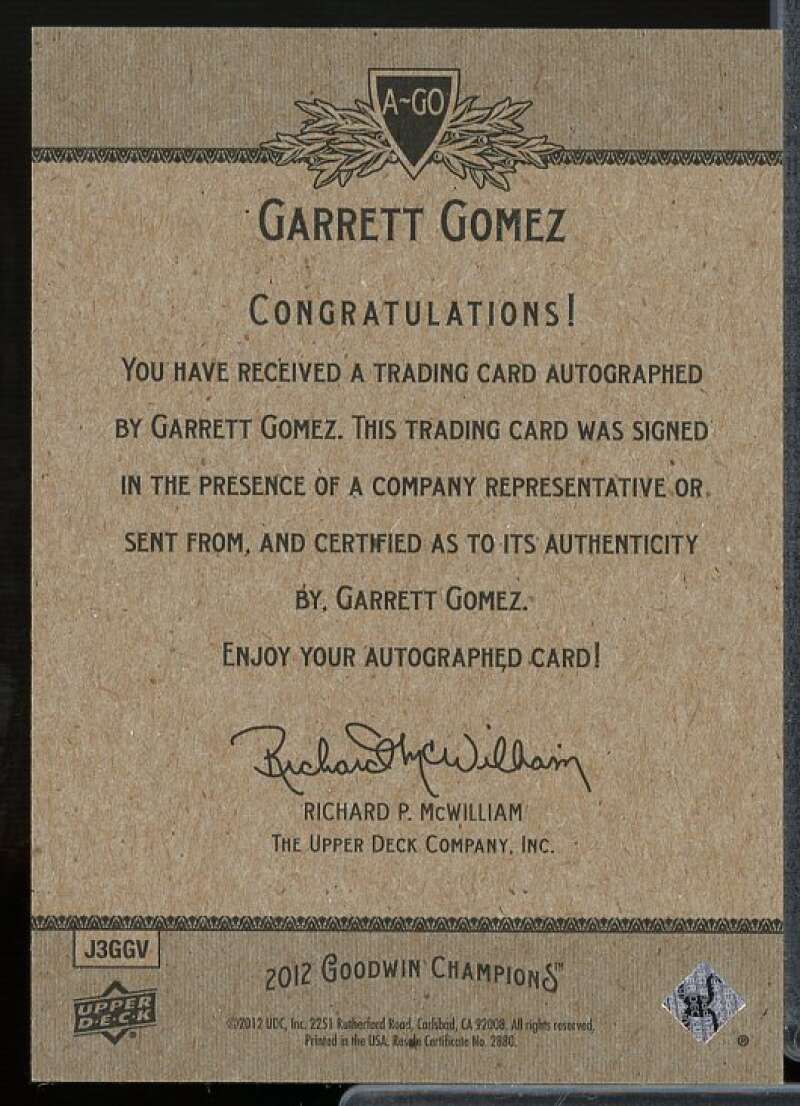 A~GO
GARRETT GOMEZ
CONGRATULATIONS!
YOU HAVE RECEIVED A TRADING CARD AUTOGRAPHED
BY GARRETT GOMEZ. THIS TRADING CARD WAS SIGNED
IN THE PRESENCE OF A COMPANY REPRESENTATIVE OR
SENT FROM, AND CERTIFIED AS TO ITS AUTHENTICITY
BY, GARRETT GOMEZ.
ENJOY YOUR AUTOGRAPHED CARD!
Richard McWilliam
RICHARD P. McWILLIAM
THE UPPER DECK COMPANY, INC.
J3GGV
2012 GOODWIN CHAMPIONS™
UPPER
D·E·C·K
©2012 UDC, Inc. 2251 Rutherford Road, Carlsbad, CA 92008. All rights reserved.
Printed in the USA. Resale Certificate No. 2880.
®